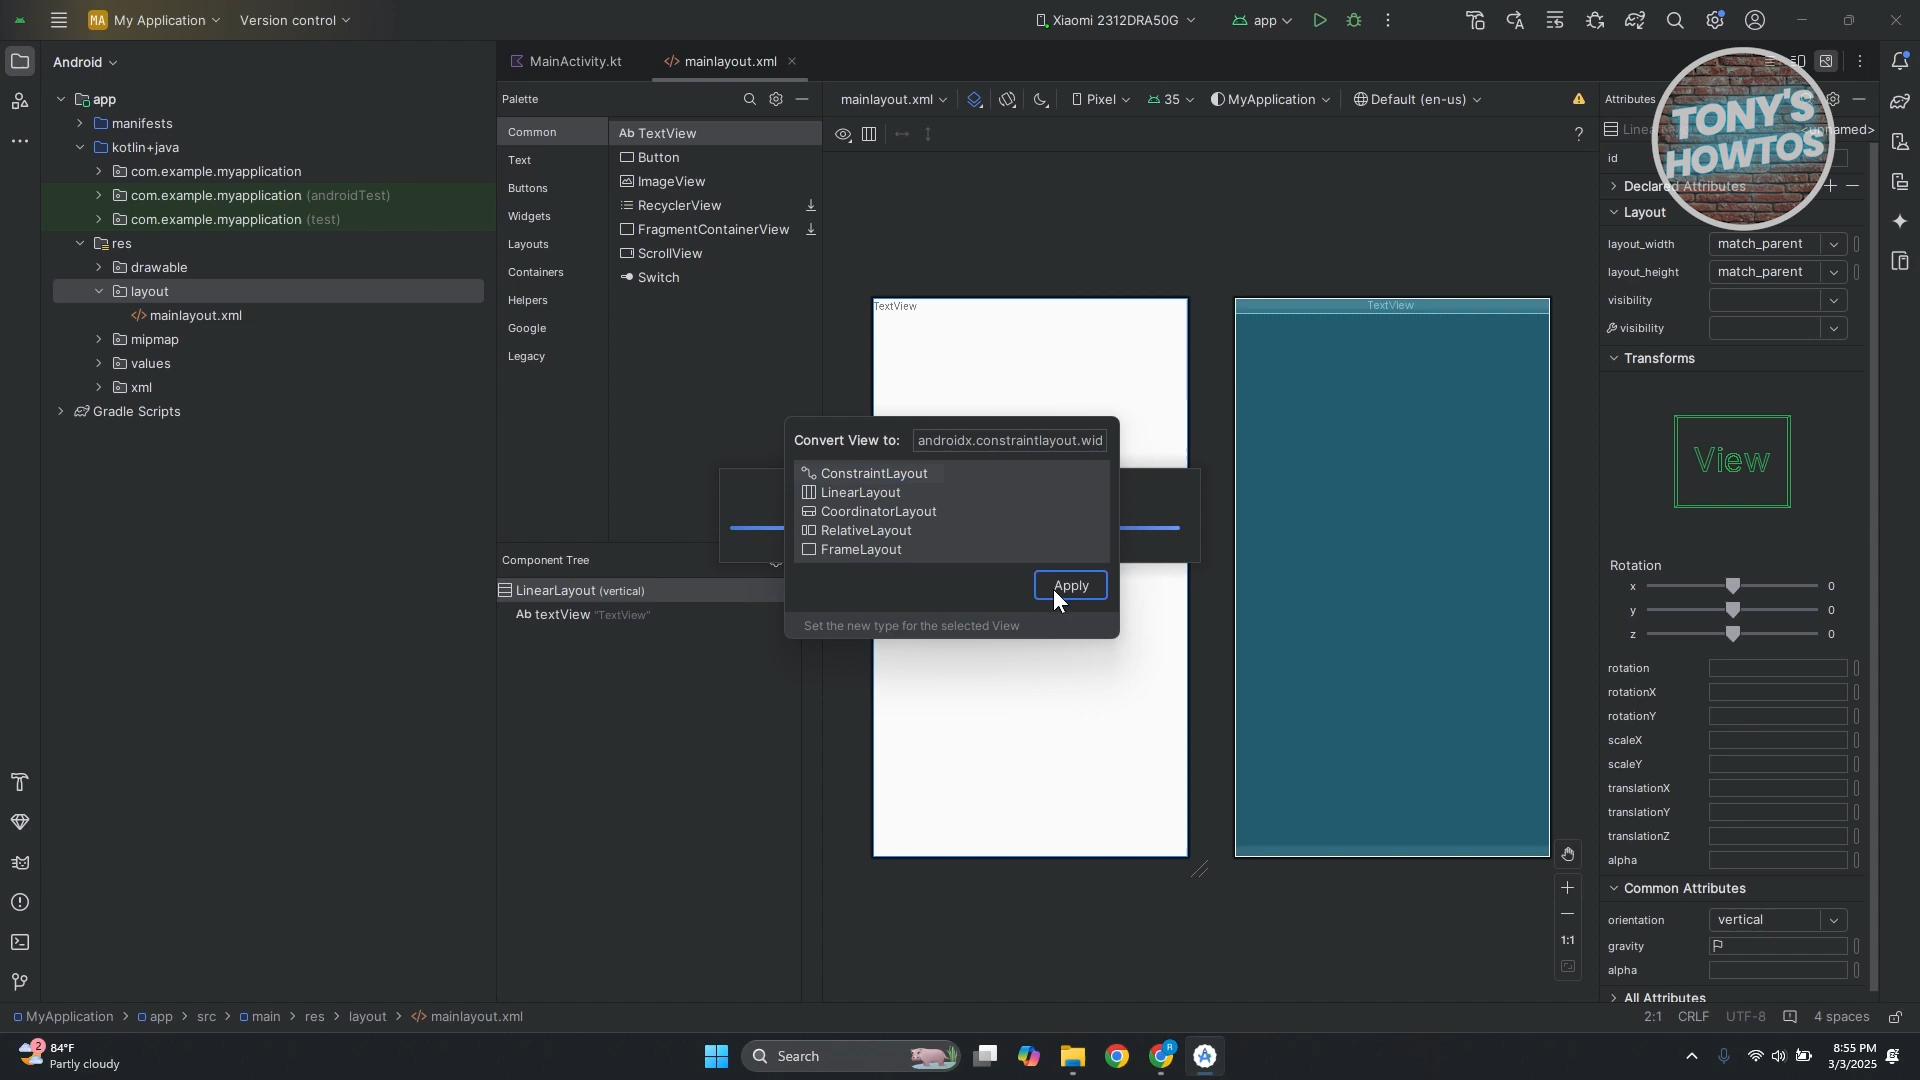 MA My Application Version control
Xiaomi 2312DRA50G app
Android
app
manifests
kotlin+java
com.example.myapplication
com.example.myapplication (androidTest)
com.example.myapplication (test)
res
drawable
layout
mainlayout.xml
mipmap
values
xml
Gradle Scripts
MainActivity.kt mainlayout.xml
Palette
Common
Text
Buttons
Widgets
Layouts
Containers
Helpers
Google
Legacy
Ab TextView
Button
ImageView
RecyclerView
FragmentContainerView
ScrollView
Switch
Component Tree
LinearLayout (vertical)
Ab textView "TextView"
mainlayout.xml Pixel 35 MyApplication Default (en-us)
?
TextView
TextView
Convert View to: androidx.constraintlayout.wid
ConstraintLayout
LinearLayout
CoordinatorLayout
RelativeLayout
FrameLayout
Apply
Set the new type for the selected View
1:1
Attributes
TONY'S
HOWTOS
<unnamed>
id
Declared Attributes
Layout
layout_width match_parent
layout_height match_parent
visibility
visibility
Transforms
View
Rotation
x 0
y 0
z 0
rotation
rotationX
rotationY
scaleX
scaleY
translationX
translationY
translationZ
alpha
Common Attributes
orientation vertical
gravity
alpha
All Attributes
MyApplication > app > src > main > res > layout > mainlayout.xml
2:1 CRLF UTF-8 4 spaces
2
84°F
Partly cloudy
Search
R
8:55 PM
3/3/2025